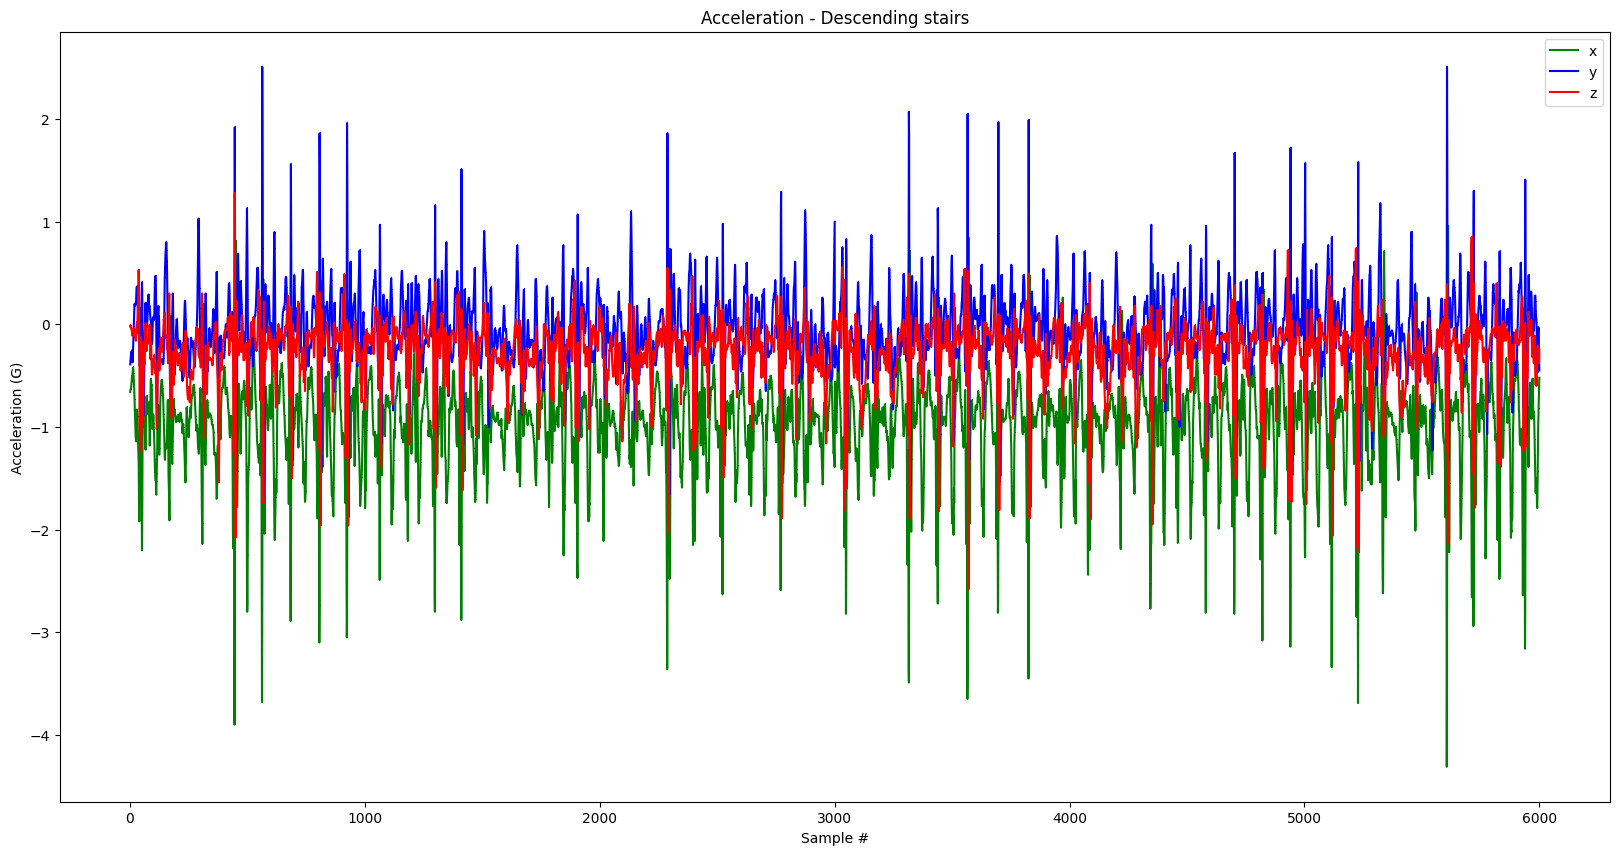 Acceleration - Descending stairs
x
y
z
Acceleration (G)
2
1
0
−1
−2
−3
−4
0
1000
2000
3000
4000
5000
6000
Sample #